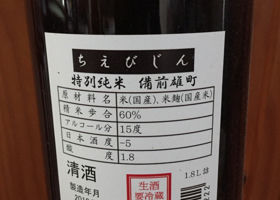 ちえびじん
特別純米 備前雄町
原材料名 米(国産)、米麹(国産米)
精米歩合 60%
アルコール分 15度
日本酒度 -5
酸度 1.8
清酒
1.8L詰
製造年月
生酒
要冷蔵